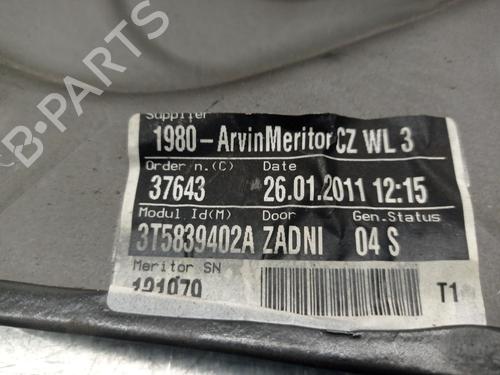 B-PARTS
Supplier
1980-ArvinMeritor CZ WL 3
Order n.(C) Date
37643 26.01.2011 12:15
Modul.Id(M) Door Gen.Status
3T5839402A ZADNI 04 S
Meritor SN
191070
T1